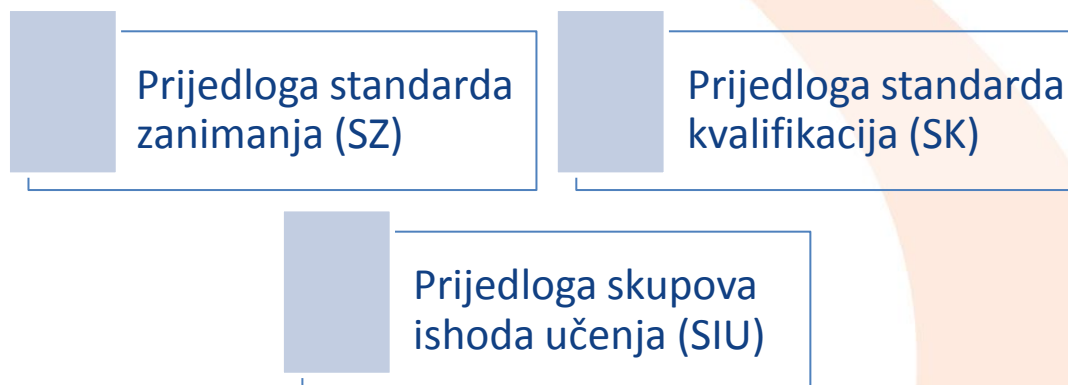 Prijedloga standarda
zanimanja (SZ)
Prijedloga standarda
kvalifikacija (SK)
Prijedloga skupova
ishoda učenja (SIU)